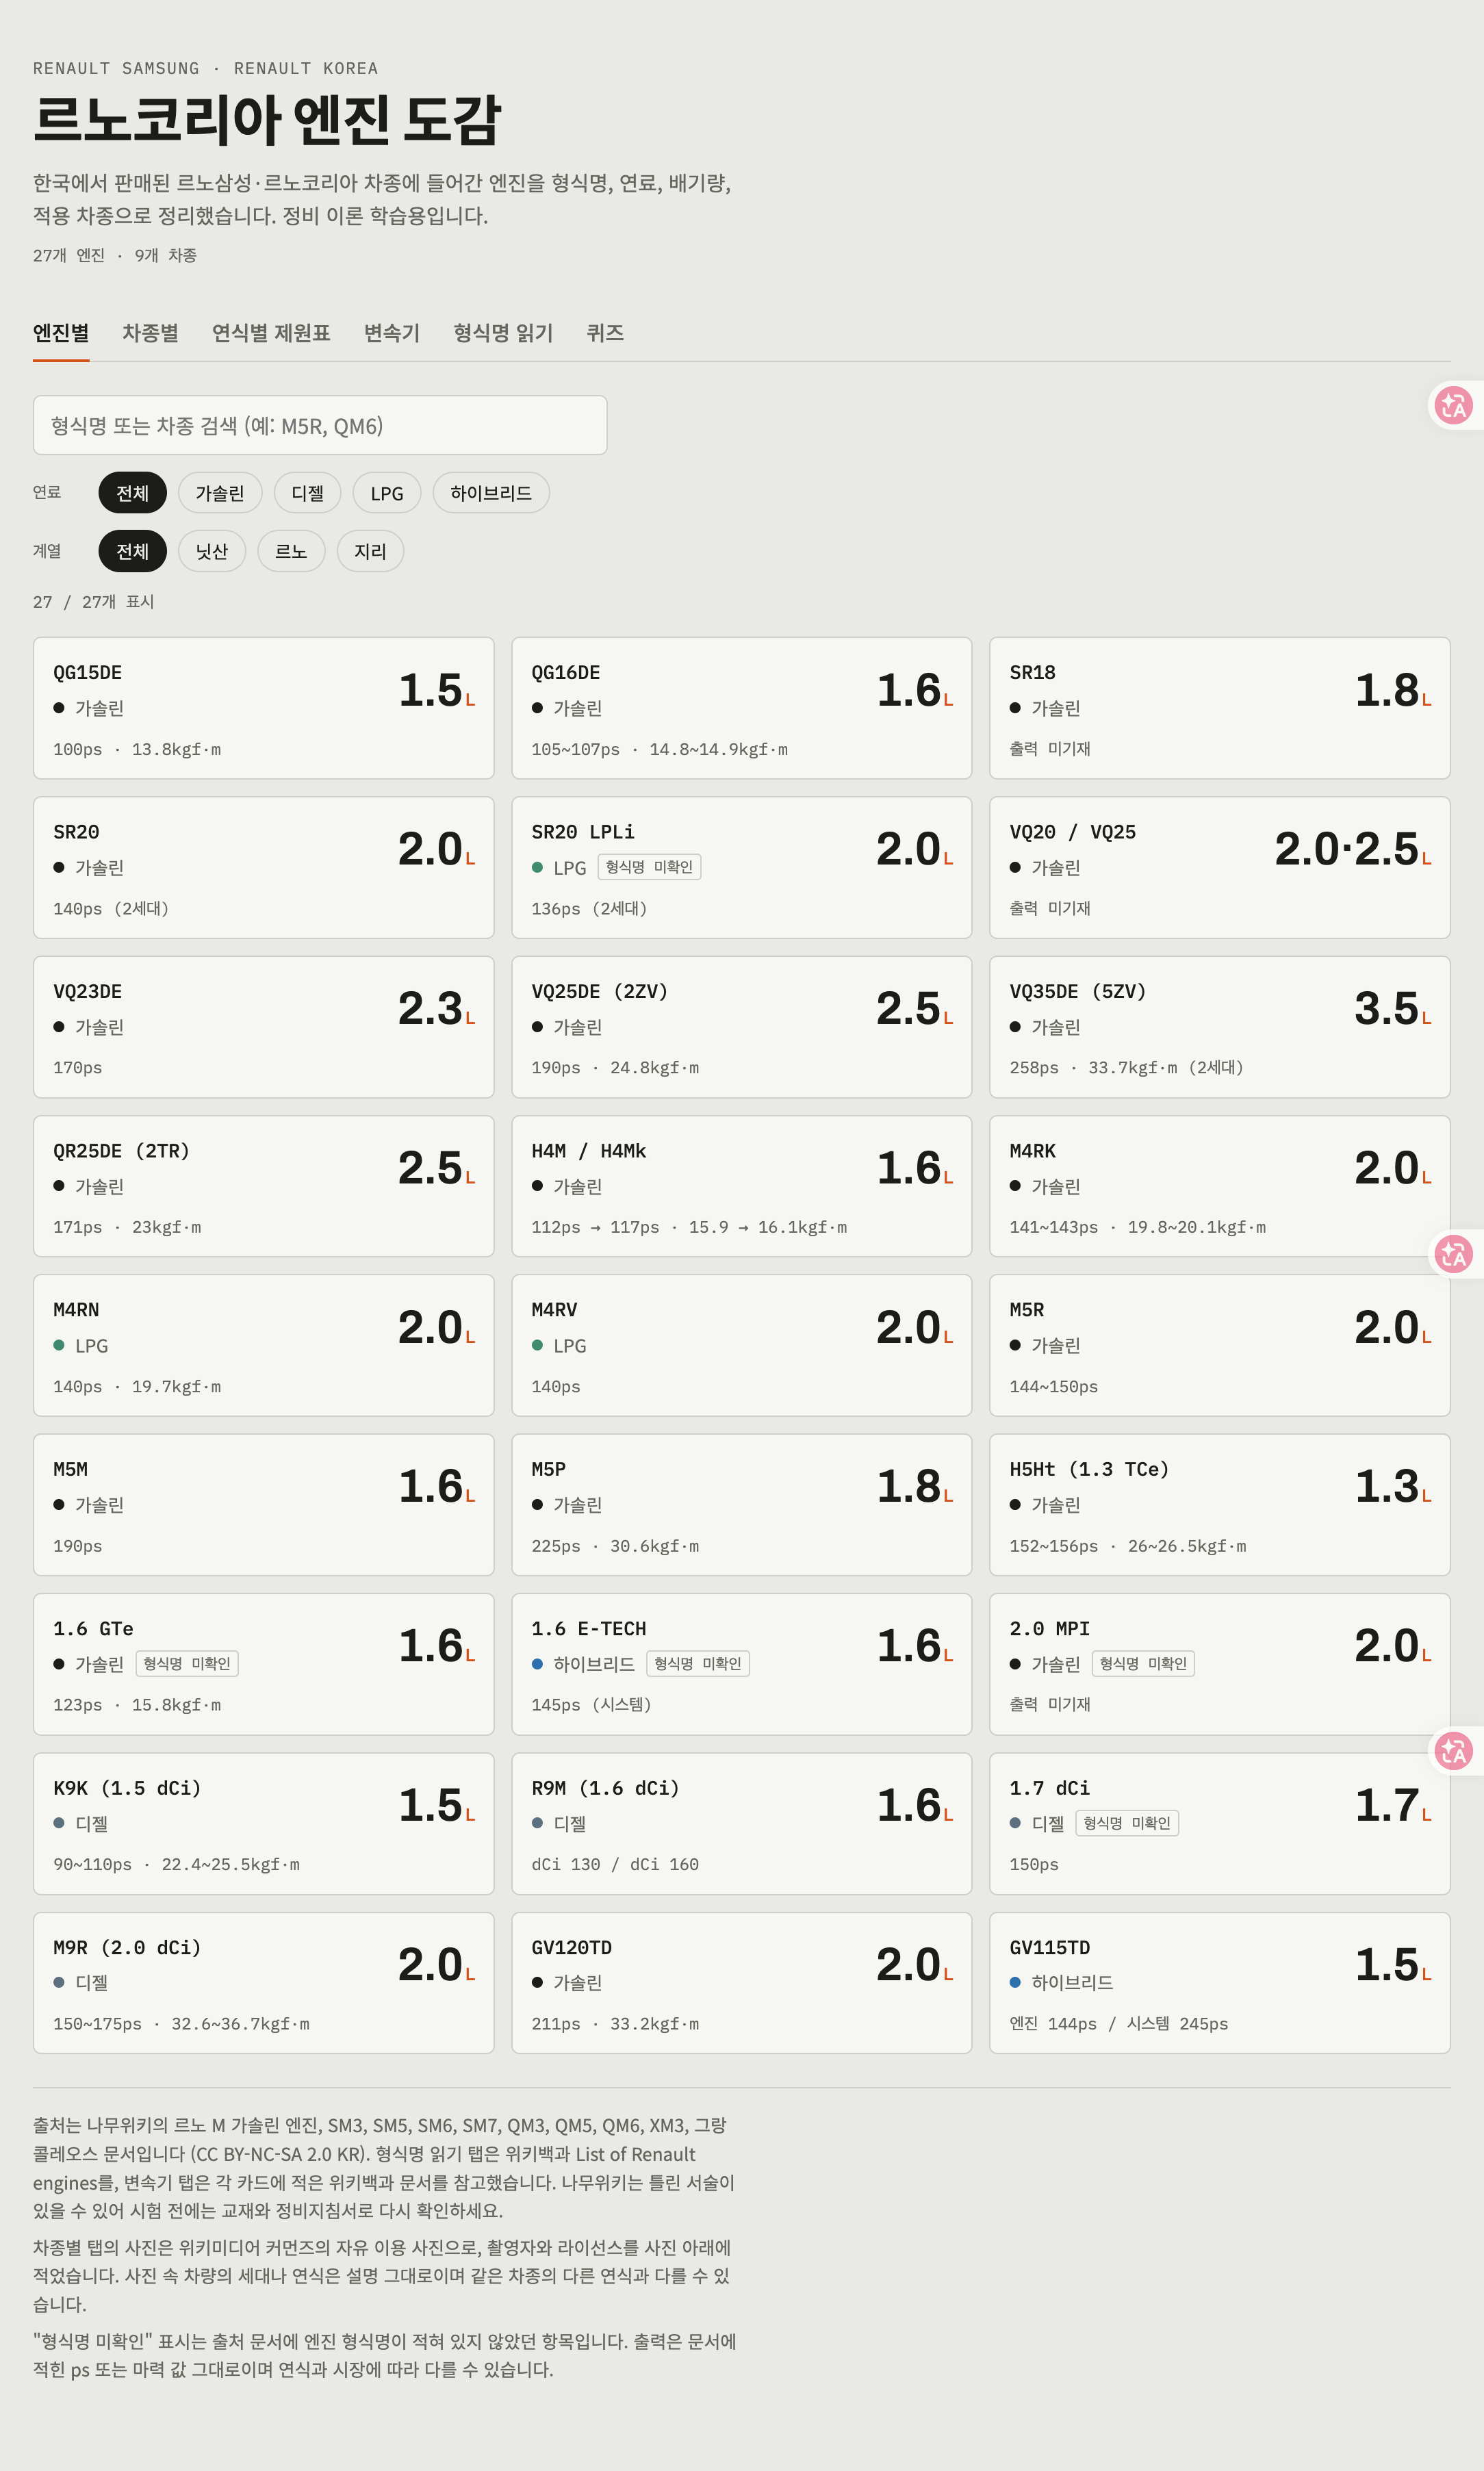 RENAULT SAMSUNG · RENAULT KOREA
르노코리아 엔진 도감
한국에서 판매된 르노삼성·르노코리아 차종에 들어간 엔진을 형식명, 연료, 배기량,
적용 차종으로 정리했습니다. 정비 이론 학습용입니다.
27개 엔진 · 9개 차종
엔진별 차종별 연식별 제원표 변속기 형식명 읽기 퀴즈
형식명 또는 차종 검색 (예: M5R, QM6)
연료 전체 가솔린 디젤 LPG 하이브리드
계열 전체 닛산 르노 지리
27 / 27개 표시
QG15DE
가솔린
1.5L
100ps · 13.8kgf·m
QG16DE
가솔린
1.6L
105~107ps · 14.8~14.9kgf·m
SR18
가솔린
1.8L
출력 미기재
SR20
가솔린
2.0L
140ps (2세대)
SR20 LPLi
LPG 형식명 미확인
2.0L
136ps (2세대)
VQ20 / VQ25
가솔린
2.0·2.5L
출력 미기재
VQ23DE
가솔린
2.3L
170ps
VQ25DE (2ZV)
가솔린
2.5L
190ps · 24.8kgf·m
VQ35DE (5ZV)
가솔린
3.5L
258ps · 33.7kgf·m (2세대)
QR25DE (2TR)
가솔린
2.5L
171ps · 23kgf·m
H4M / H4Mk
가솔린
1.6L
112ps → 117ps · 15.9 → 16.1kgf·m
M4RK
가솔린
2.0L
141~143ps · 19.8~20.1kgf·m
M4RN
LPG
2.0L
140ps · 19.7kgf·m
M4RV
LPG
2.0L
140ps
M5R
가솔린
2.0L
144~150ps
M5M
가솔린
1.6L
190ps
M5P
가솔린
1.8L
225ps · 30.6kgf·m
H5Ht (1.3 TCe)
가솔린
1.3L
152~156ps · 26~26.5kgf·m
1.6 GTe
가솔린 형식명 미확인
1.6L
123ps · 15.8kgf·m
1.6 E-TECH
하이브리드 형식명 미확인
1.6L
145ps (시스템)
2.0 MPI
가솔린 형식명 미확인
2.0L
출력 미기재
K9K (1.5 dCi)
디젤
1.5L
90~110ps · 22.4~25.5kgf·m
R9M (1.6 dCi)
디젤
1.6L
dCi 130 / dCi 160
1.7 dCi
디젤 형식명 미확인
1.7L
150ps
M9R (2.0 dCi)
디젤
2.0L
150~175ps · 32.6~36.7kgf·m
GV120TD
가솔린
2.0L
211ps · 33.2kgf·m
GV115TD
하이브리드
1.5L
엔진 144ps / 시스템 245ps
출처는 나무위키의 르노 M 가솔린 엔진, SM3, SM5, SM6, SM7, QM3, QM5, QM6, XM3, 그랑
콜레오스 문서입니다 (CC BY-NC-SA 2.0 KR). 형식명 읽기 탭은 위키백과 List of Renault
engines를, 변속기 탭은 각 카드에 적은 위키백과 문서를 참고했습니다. 나무위키는 틀린 서술이
있을 수 있어 시험 전에는 교재와 정비지침서로 다시 확인하세요.
차종별 탭의 사진은 위키미디어 커먼즈의 자유 이용 사진으로, 촬영자와 라이선스를 사진 아래에
적었습니다. 사진 속 차량의 세대나 연식은 설명 그대로이며 같은 차종의 다른 연식과 다를 수 있
습니다.
"형식명 미확인" 표시는 출처 문서에 엔진 형식명이 적혀 있지 않았던 항목입니다. 출력은 문서에
적힌 ps 또는 마력 값 그대로이며 연식과 시장에 따라 다를 수 있습니다.